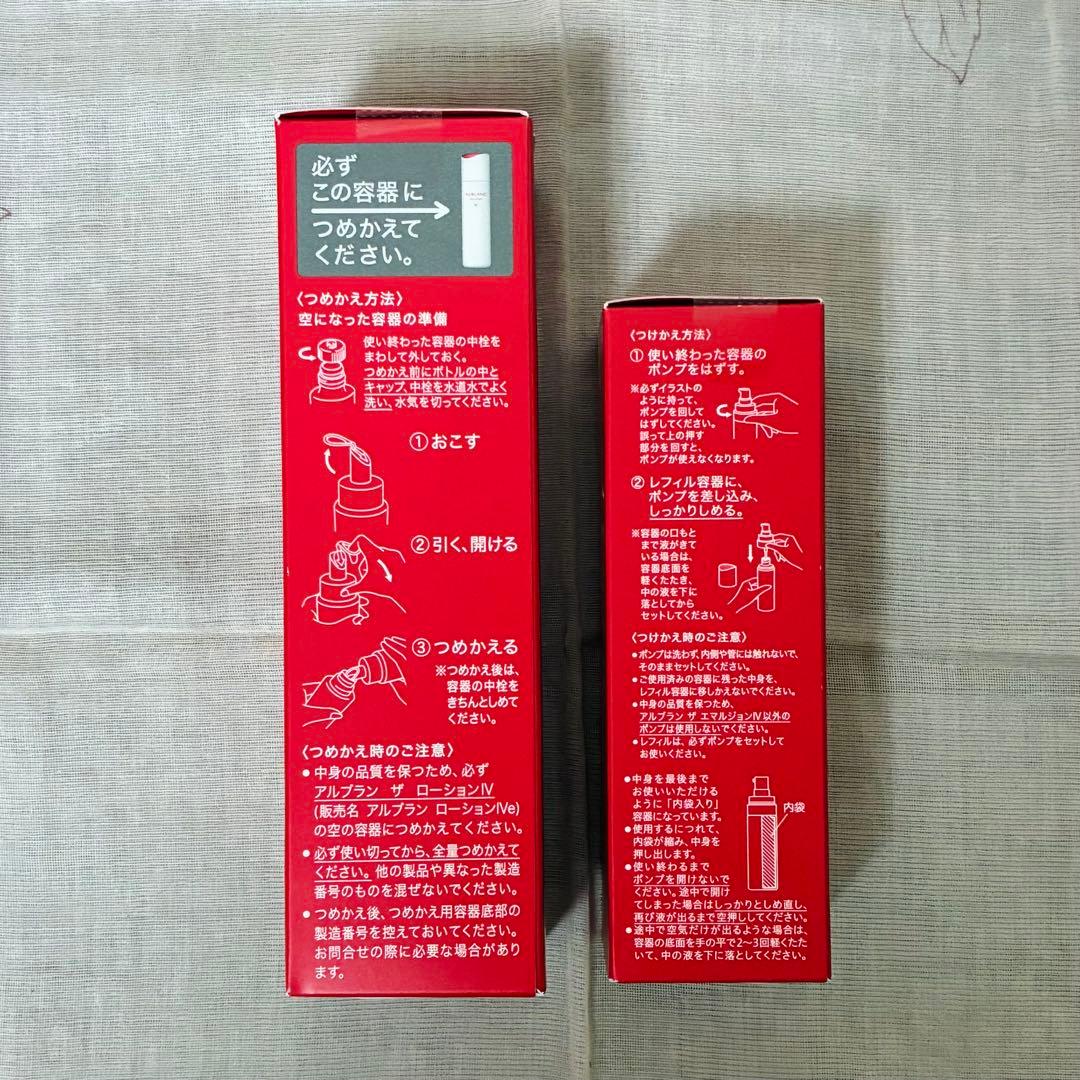 必ず
この容器に
つめかえて
ください。
〈つめかえ方法〉
空になった容器の準備
使い終わった容器の中栓を
まわして外しておく。
つめかえ前にボトルの中と
キャップ、中栓を水道水でよく
洗い、水気を切ってください。
①おこす
②引く、開ける
③つめかえる
※つめかえ後は、
容器の中栓を
きちんとしめて
ください。
〈つめかえ時のご注意〉
●中身の品質を保つため、必ず
アルブラン ザ ローションⅣ
(販売名 アルブラン ローションⅣe)
の空の容器につめかえてください。
●必ず使い切ってから、全量つめかえて
ください。他の製品や異なった製造
番号のものを混ぜないでください。
●つめかえ後、つめかえ用容器底部の
製造番号を控えておいてください。
お問合せの際に必要な場合があり
ます。
〈つけかえ方法〉
① 使い終わった容器の
ポンプをはずす。
※必ずイラストの
ように持って、
ポンプを回して
はずしてください。
誤って上の押す
部分を回すと、
ポンプが使えなくなります。
② レフィル容器に、
ポンプを差し込み、
しっかりしめる。
※容器の口もと
まで液がきて
いる場合は、
容器底面を
軽くたたき、
中の液を下に
落としてから
セットしてください。
〈つけかえ時のご注意〉
●ポンプは洗わず、内側や管には触れないで、
そのままセットしてください。
●ご使用済みの容器に残った中身を、
レフィル容器に移しかえないでください。
●中身の品質を保つため、
アルブラン ザ エマルジョンⅣ以外の
ポンプは使用しないでください。
●レフィルは、必ずポンプをセットして
お使いください。
●中身を最後まで
お使いいただける
ように「内袋入り」
容器になっています。
●使用するにつれて、
内袋が縮み、中身を
押し出します。
●使い終わるまで
ポンプを開けないで
ください。途中で開け
てしまった場合はしっかりとしめ直し、
再び液が出るまで空押ししてください。
●途中で空気だけが出るような場合は、
容器の底面を手の平で2〜3回軽くたた
いて、中の液を下に落としてください。
内袋